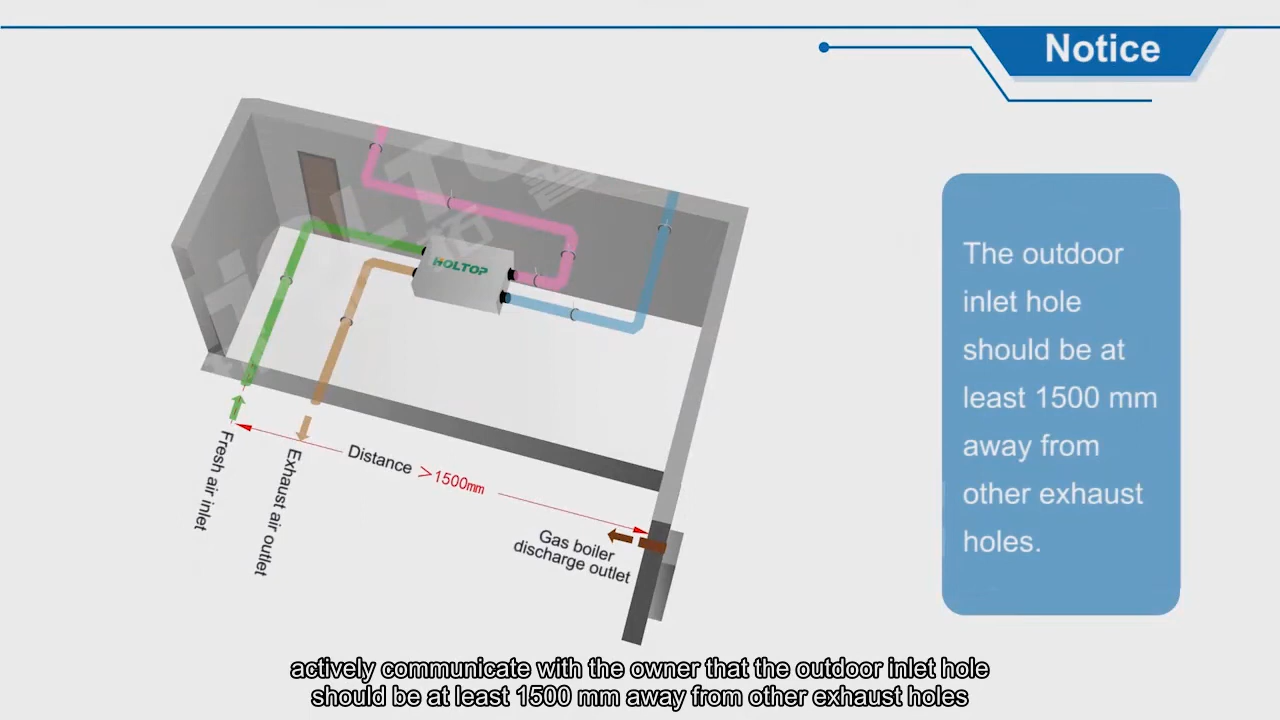 Notice
HOLTOP
HOLTOP
The outdoor
inlet hole
should be at
least 1500 mm
away from
other exhaust
holes.
Fresh air inlet
Exhaust air outlet
Distance >1500mm
Gas boiler
discharge outlet
actively communicate with the owner that the outdoor inlet hole
should be at least 1500 mm away from other exhaust holes